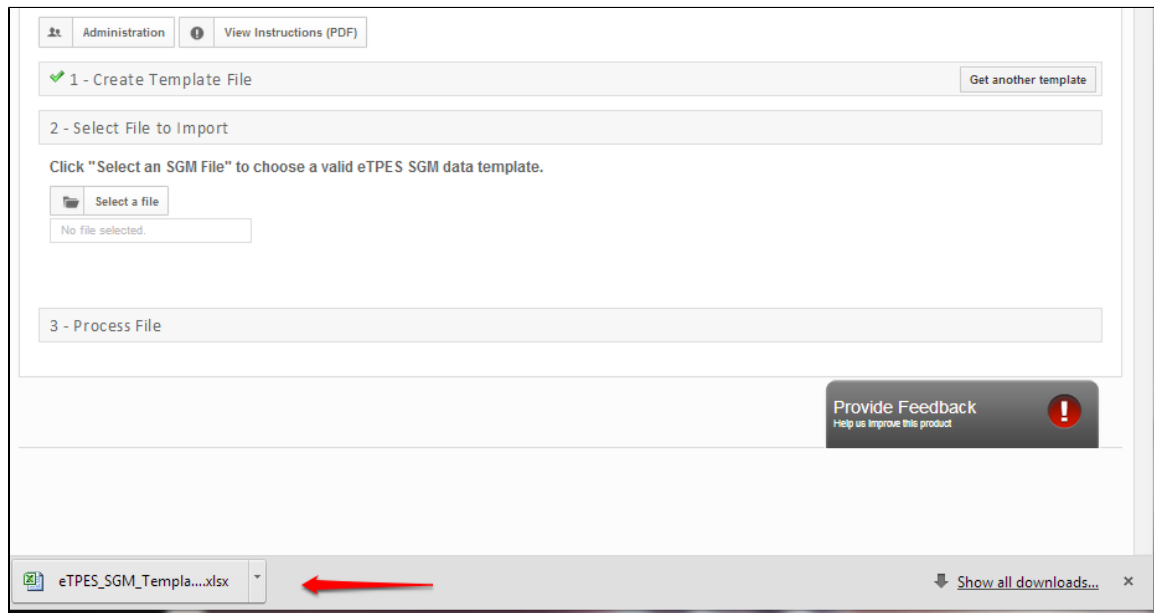 Administration
View Instructions (PDF)
1 - Create Template File
Get another template
2 - Select File to Import
Click "Select an SGM File" to choose a valid eTPES SGM data template.
Select a file
No file selected.
3 - Process File
Provide Feedback
Help us improve this product
eTPES_SGM_Templa....xlsx
Show all downloads...